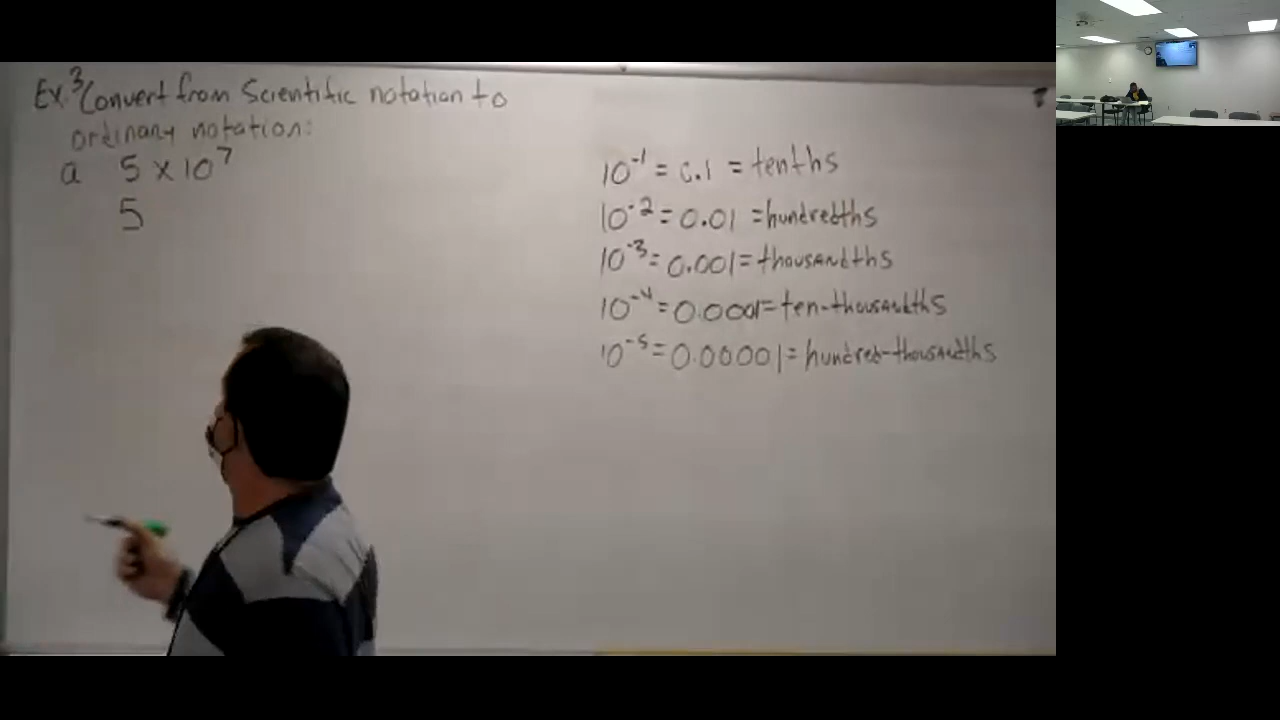 Ex. 3 Convert from Scientific notation to
ordinary notation:
a 5 × 10⁷
5
10⁻¹ = 0.1 = tenths
10⁻² = 0.01 = hundredths
10⁻³ = 0.001 = thousandths
10⁻⁴ = 0.0001 = ten-thousandths
10⁻⁵ = 0.00001 = hundred-thousandths